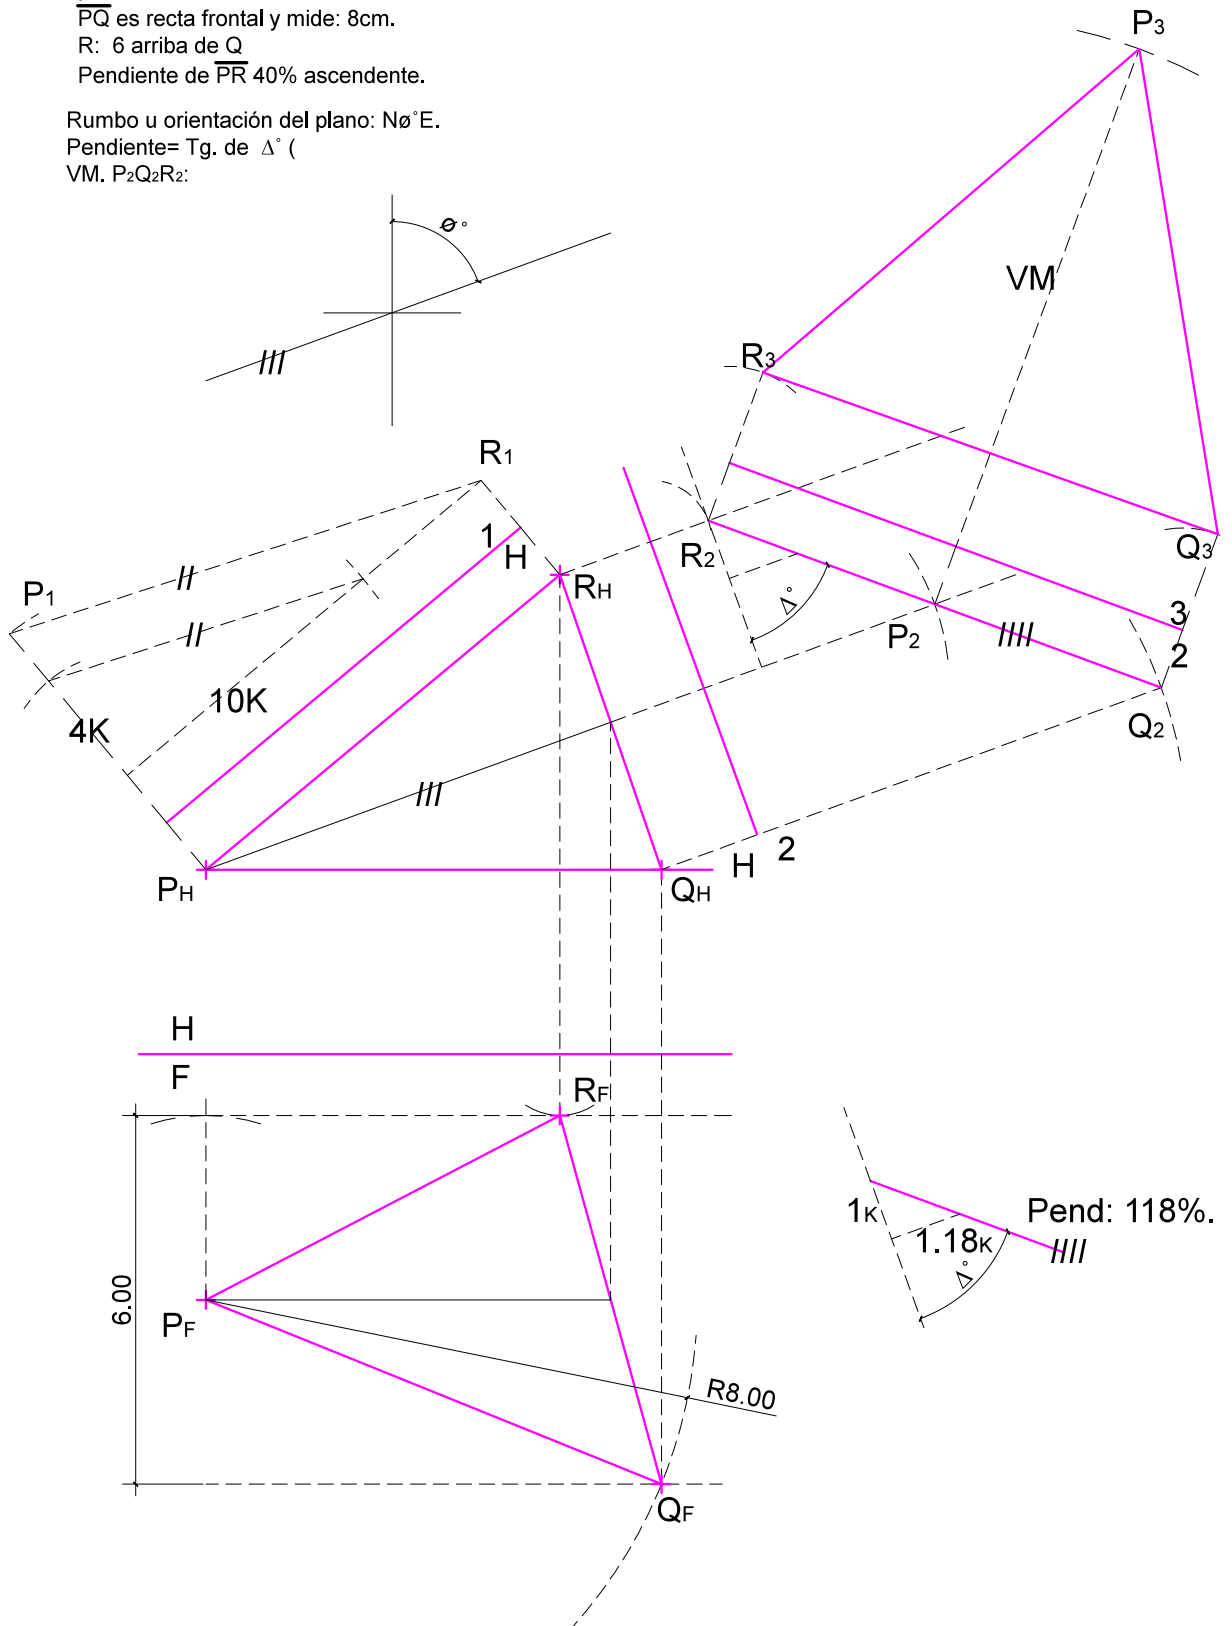 PQ es recta frontal y mide: 8cm.
R: 6 arriba de Q
Pendiente de PR 40% ascendente.
Rumbo u orientación del plano: Nø°E.
Pendiente= Tg. de Δ° (
VM. P2Q2R2:
ø°
P3
VM
R3
R1
1
H
RH
R2
Q3
P1
Δ°
P2
3
2
10K
4K
Q2
H 2
PH
QH
H
F
RF
1K
Pend: 118%.
1.18K
Δ°
6.00
PF
R8.00
QF